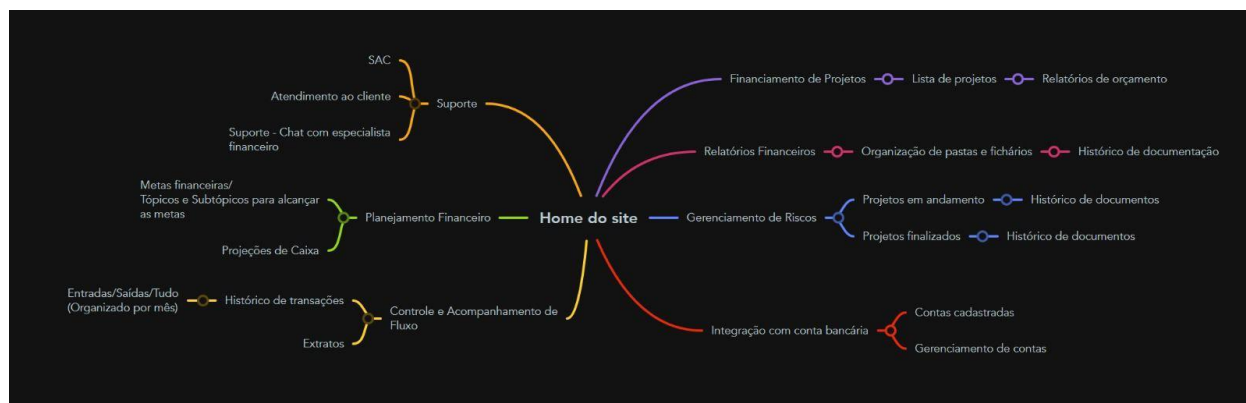 SAC
Atendimento ao cliente
Suporte - Chat com especialista
financeiro
Suporte
Metas financeiras/
Tópicos e Subtópicos para alcançar
as metas
Projeções de Caixa
Planejamento Financeiro
Entradas/Saídas/Tudo
(Organizado por mês)
Histórico de transações
Extratos
Controle e Acompanhamento de
Fluxo
Home do site
Financiamento de Projetos
Lista de projetos
Relatórios de orçamento
Relatórios Financeiros
Organização de pastas e fichários
Histórico de documentação
Gerenciamento de Riscos
Projetos em andamento
Histórico de documentos
Projetos finalizados
Histórico de documentos
Integração com conta bancária
Contas cadastradas
Gerenciamento de contas